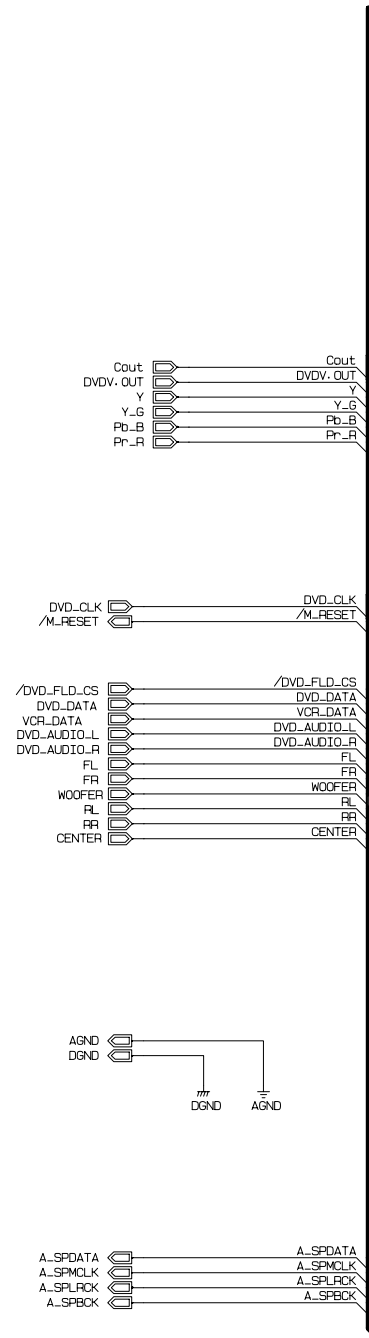 Cout Cout
DVDV.OUT DVDV.OUT
Y Y
Y_G Y_G
Pb_B Pb_B
Pr_R Pr_R
DVD_CLK DVD_CLK
/M_RESET /M_RESET
/DVD_FLD_CS /DVD_FLD_CS
DVD_DATA DVD_DATA
VCR_DATA VCR_DATA
DVD_AUDIO_L DVD_AUDIO_L
DVD_AUDIO_R DVD_AUDIO_R
FL FL
FR FR
WOOFER WOOFER
RL RL
RR RR
CENTER CENTER
AGND
DGND
DGND AGND
A_SPDATA A_SPDATA
A_SPMCLK A_SPMCLK
A_SPLRCK A_SPLRCK
A_SPBCK A_SPBCK